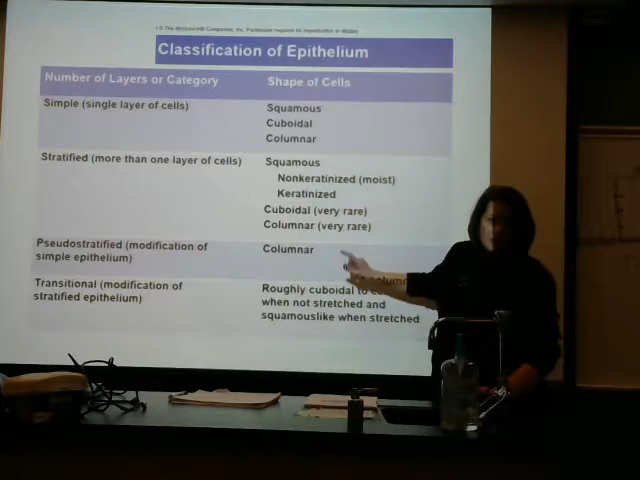 © The McGraw-Hill Companies, Inc. Permission required for reproduction or display
Classification of Epithelium
Number of Layers or Category Shape of Cells
Simple (single layer of cells) Squamous
Cuboidal
Columnar
Stratified (more than one layer of cells) Squamous
Nonkeratinized (moist)
Keratinized
Cuboidal (very rare)
Columnar (very rare)
Pseudostratified (modification of Columnar
simple epithelium)
Transitional (modification of Roughly cuboidal to
stratified epithelium) when not stretched and
squamouslike when stretched